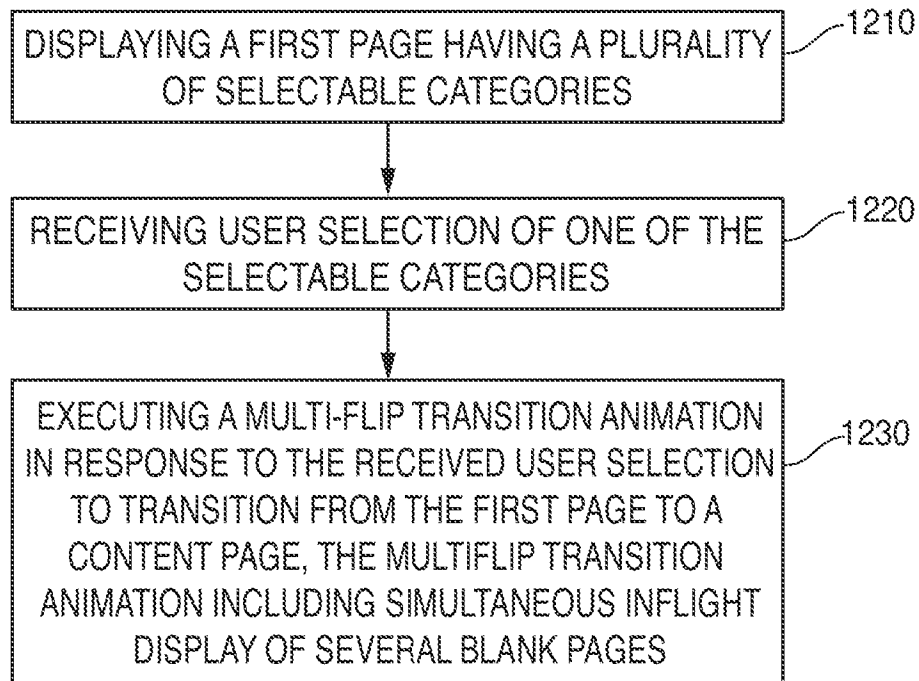 DISPLAYING A FIRST PAGE HAVING A PLURALITY
OF SELECTABLE CATEGORIES
1210
RECEIVING USER SELECTION OF ONE OF THE
SELECTABLE CATEGORIES
1220
EXECUTING A MULTI-FLIP TRANSITION ANIMATION
IN RESPONSE TO THE RECEIVED USER SELECTION
TO TRANSITION FROM THE FIRST PAGE TO A
CONTENT PAGE, THE MULTIFLIP TRANSITION
ANIMATION INCLUDING SIMULTANEOUS INFLIGHT
DISPLAY OF SEVERAL BLANK PAGES
1230